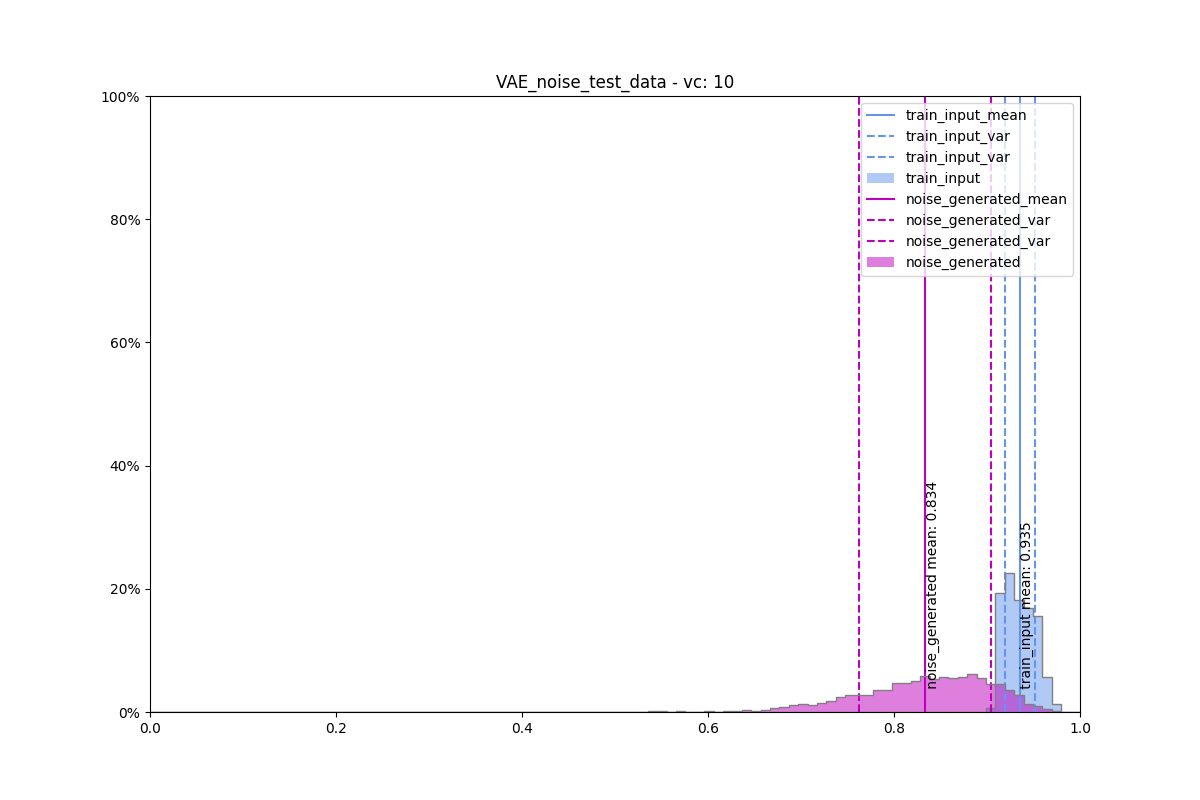 VAE_noise_test_data - vc: 10
100%
80%
60%
40%
20%
0%
train_input_mean
train_input_var
train_input_var
train_input
noise_generated_mean
noise_generated_var
noise_generated_var
noise_generated
noise_generated mean: 0.834
train_input mean: 0.935
0.0
0.2
0.4
0.6
0.8
1.0